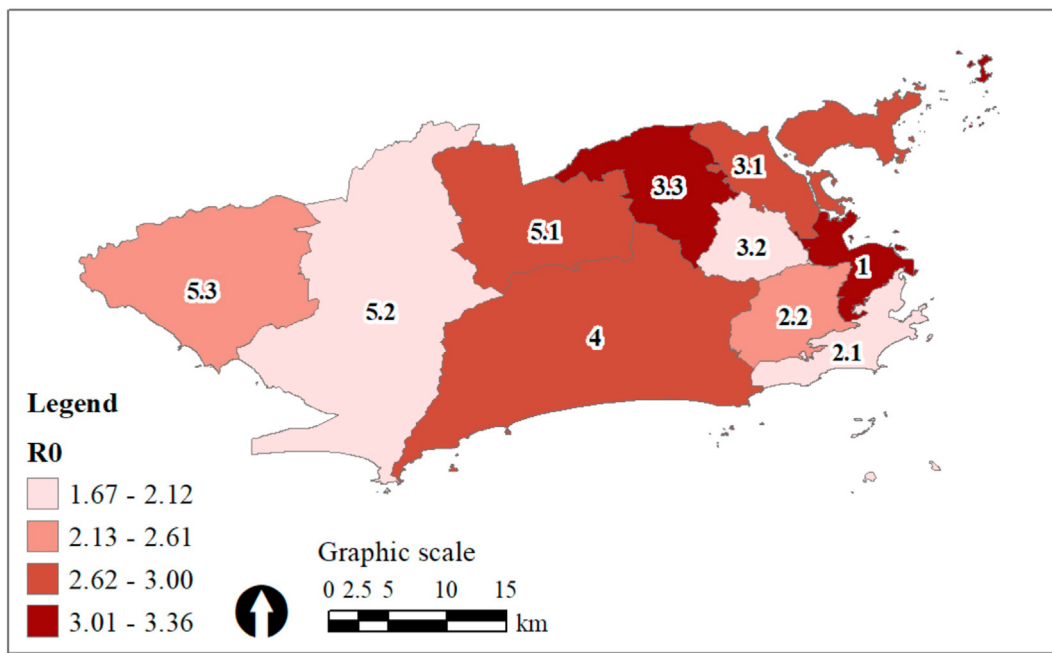 3.1
3.3
3.2
5.1
1
5.3
5.2
2.2
4
2.1
Legend
R0
1.67 - 2.12
2.13 - 2.61
2.62 - 3.00
3.01 - 3.36
Graphic scale
0 2.5 5 10 15
km